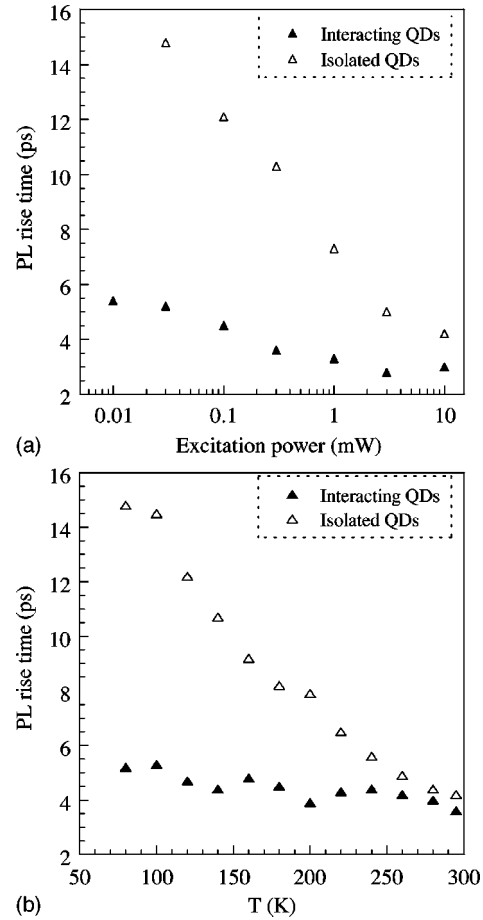 16
14
12
10
8
6
4
2
PL rise time (ps)
Interacting QDs
Isolated QDs
0.01 0.1 1 10
(a) Excitation power (mW)
16
14
12
10
8
6
4
2
PL rise time (ps)
Interacting QDs
Isolated QDs
50 100 150 200 250 300
(b) T (K)